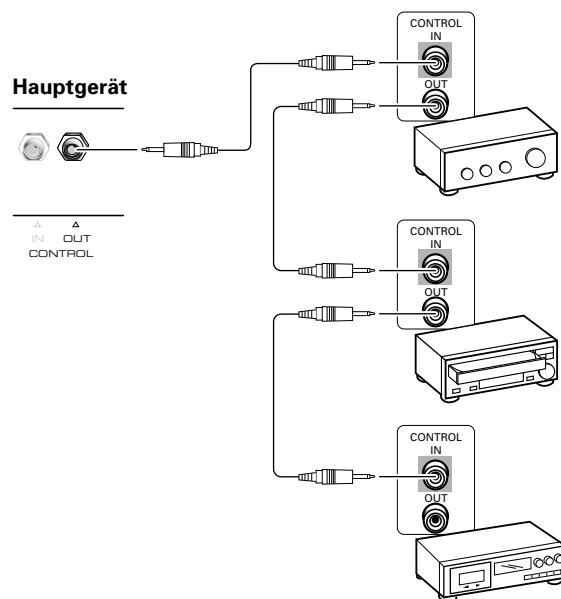 Hauptgerät
IN OUT
CONTROL
CONTROL
IN
OUT
CONTROL
IN
OUT
CONTROL
IN
OUT